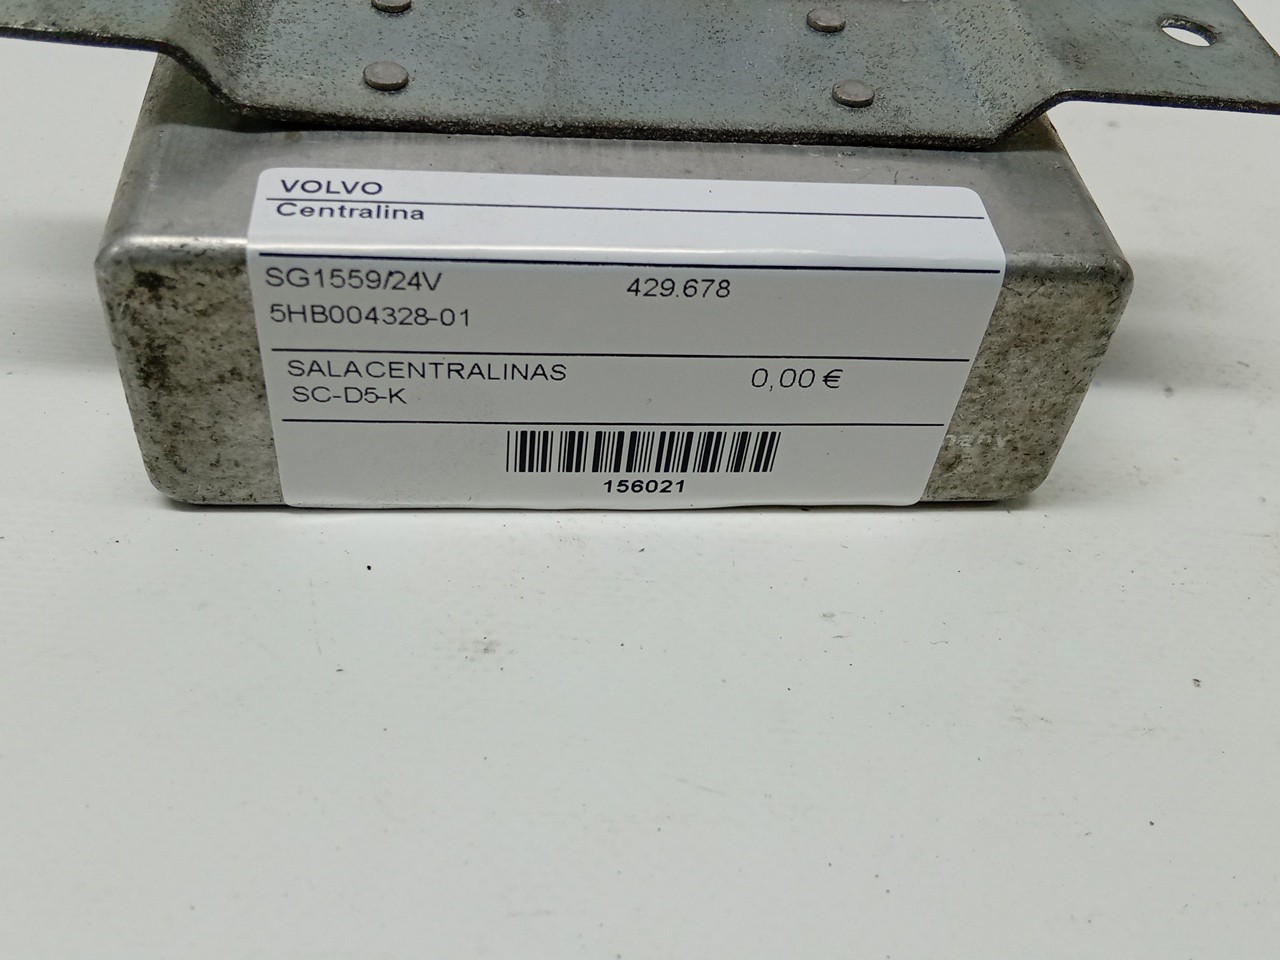 VOLVO
Centralina
SG1559/24V 429.678
5HB004328-01
SALACENTRALINAS 0,00 €
SC-D5-K
156021